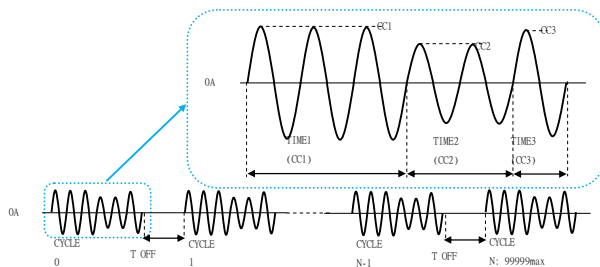 CC1
CC2
CC3
0A
TIME1
(CC1)
TIME2
(CC2)
TIME3
(CC3)
0A
CYCLE
0
T OFF
CYCLE
1
CYCLE
N-1
T OFF
CYCLE
N: 99999max